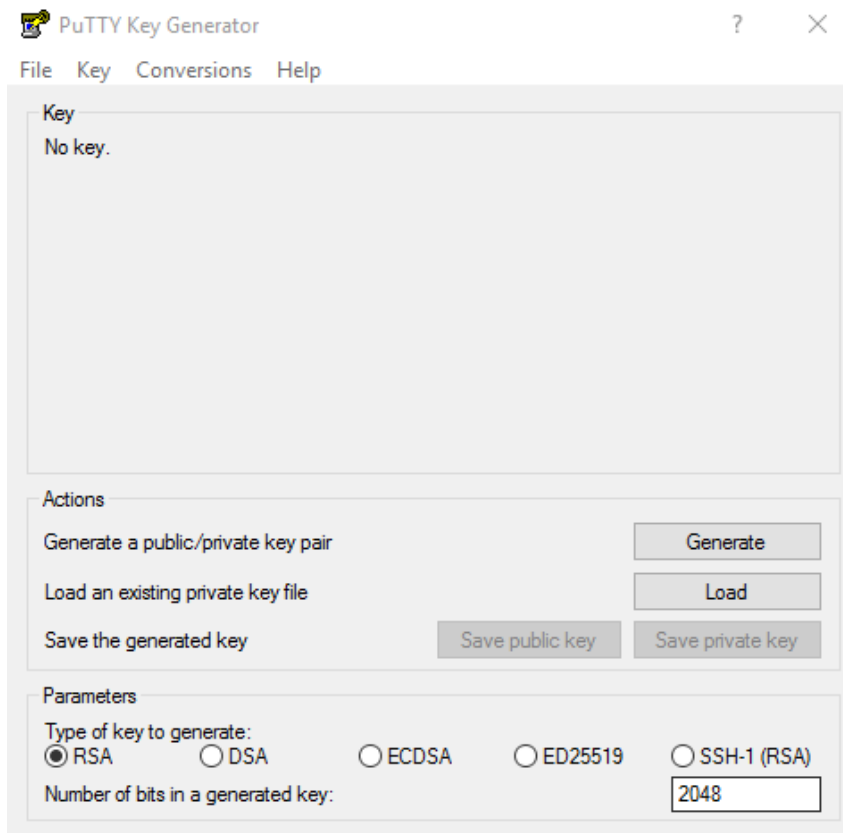 PuTTY Key Generator ? ×
File Key Conversions Help
Key
No key.
Actions
Generate a public/private key pair Generate
Load an existing private key file Load
Save the generated key Save public key Save private key
Parameters
Type of key to generate:
RSA DSA ECDSA ED25519 SSH-1 (RSA)
Number of bits in a generated key: 2048